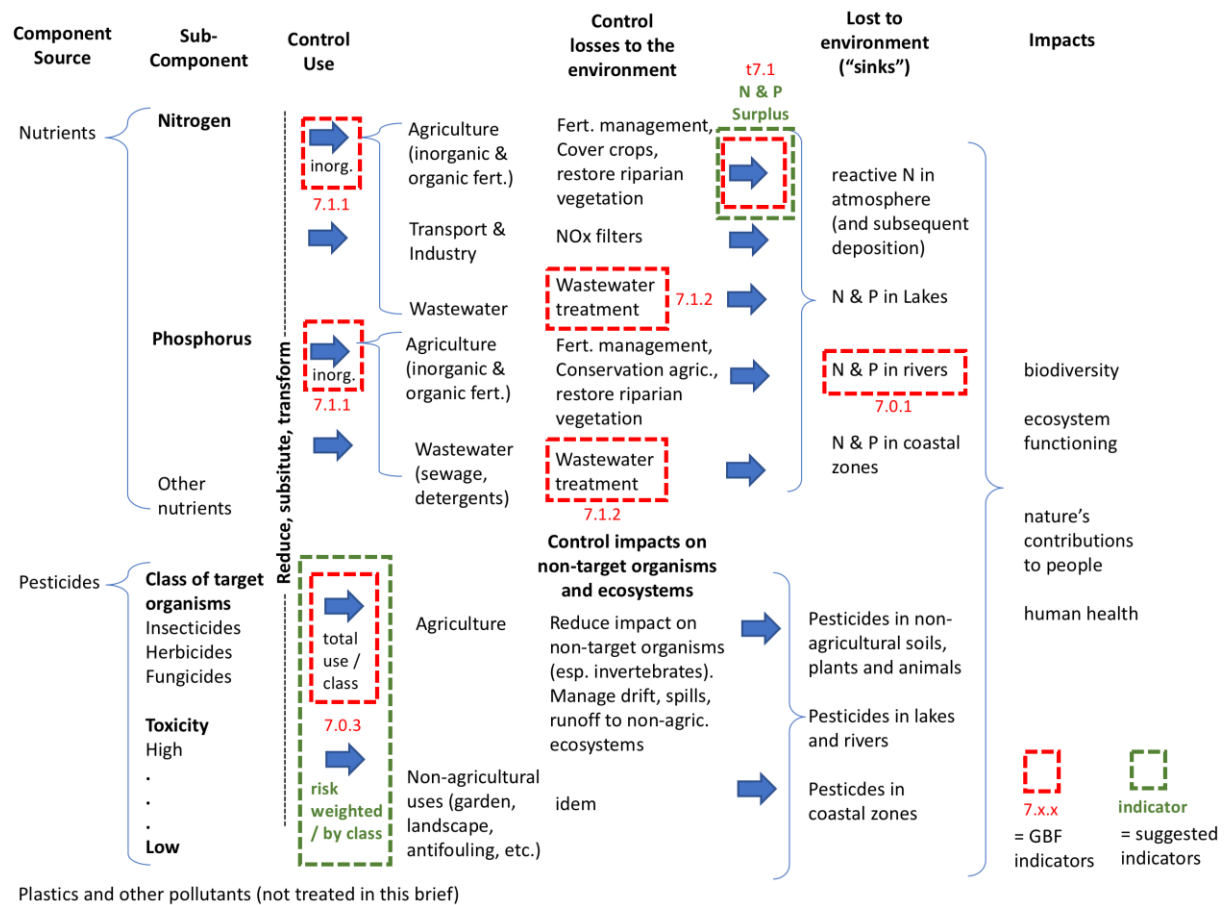 Component
Source
Sub-
Component
Control
Use
Control
losses to the
environment
Lost to
environment
(“sinks”)
Impacts
t7.1
N & P
Surplus
Nutrients
Nitrogen
Phosphorus
Other
nutrients
Reduce, subsitute, transform
inorg.
7.1.1
inorg.
7.1.1
Agriculture
(inorganic &
organic fert.)
Transport &
Industry
Wastewater
Agriculture
(inorganic &
organic fert.)
Wastewater
(sewage,
detergents)
Fert. management,
Cover crops,
restore riparian
vegetation
NOx filters
Wastewater
treatment
7.1.2
Fert. management,
Conservation agric.,
restore riparian
vegetation
Wastewater
treatment
7.1.2
reactive N in
atmosphere
(and subsequent
deposition)
N & P in Lakes
N & P in rivers
7.0.1
N & P in coastal
zones
biodiversity
ecosystem
functioning
nature’s
contributions
to people
human health
Pesticides
Class of target
organisms
Insecticides
Herbicides
Fungicides
Toxicity
High
.
.
.
.
Low
total
use /
class
7.0.3
risk
weighted
/ by class
Agriculture
Non-agricultural
uses (garden,
landscape,
antifouling, etc.)
Control impacts on
non-target organisms
and ecosystems
Reduce impact on
non-target organisms
(esp. invertebrates).
Manage drift, spills,
runoff to non-agric.
ecosystems
idem
Pesticides in non-
agricultural soils,
plants and animals
Pesticides in lakes
and rivers
Pesticdes in
coastal zones
7.x.x
= GBF
indicators
indicator
= suggested
indicators
Plastics and other pollutants (not treated in this brief)